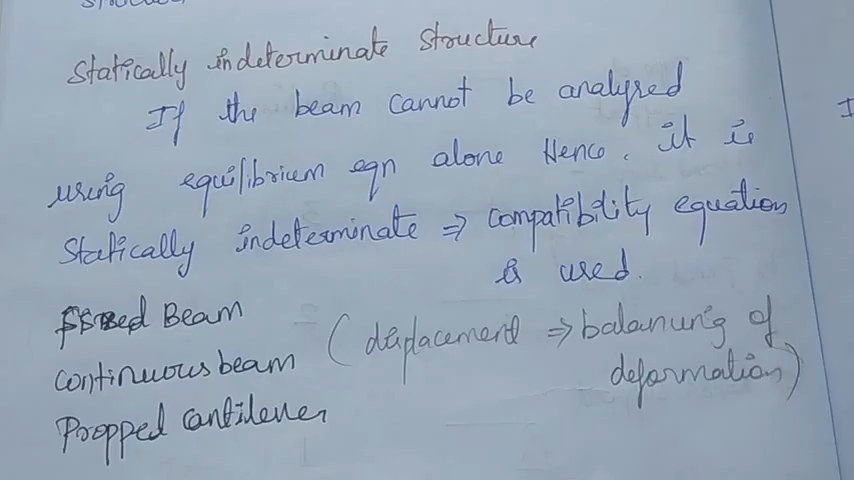 Statically indeterminate structure
If the beam cannot be analysed
using equilibrium eqn alone Hence, it is
Statically indeterminate ⇒ compatibility equation
is used.
Fixed Beam
Continuous beam (displacement ⇒ balancing of
deformation)
Propped cantilever